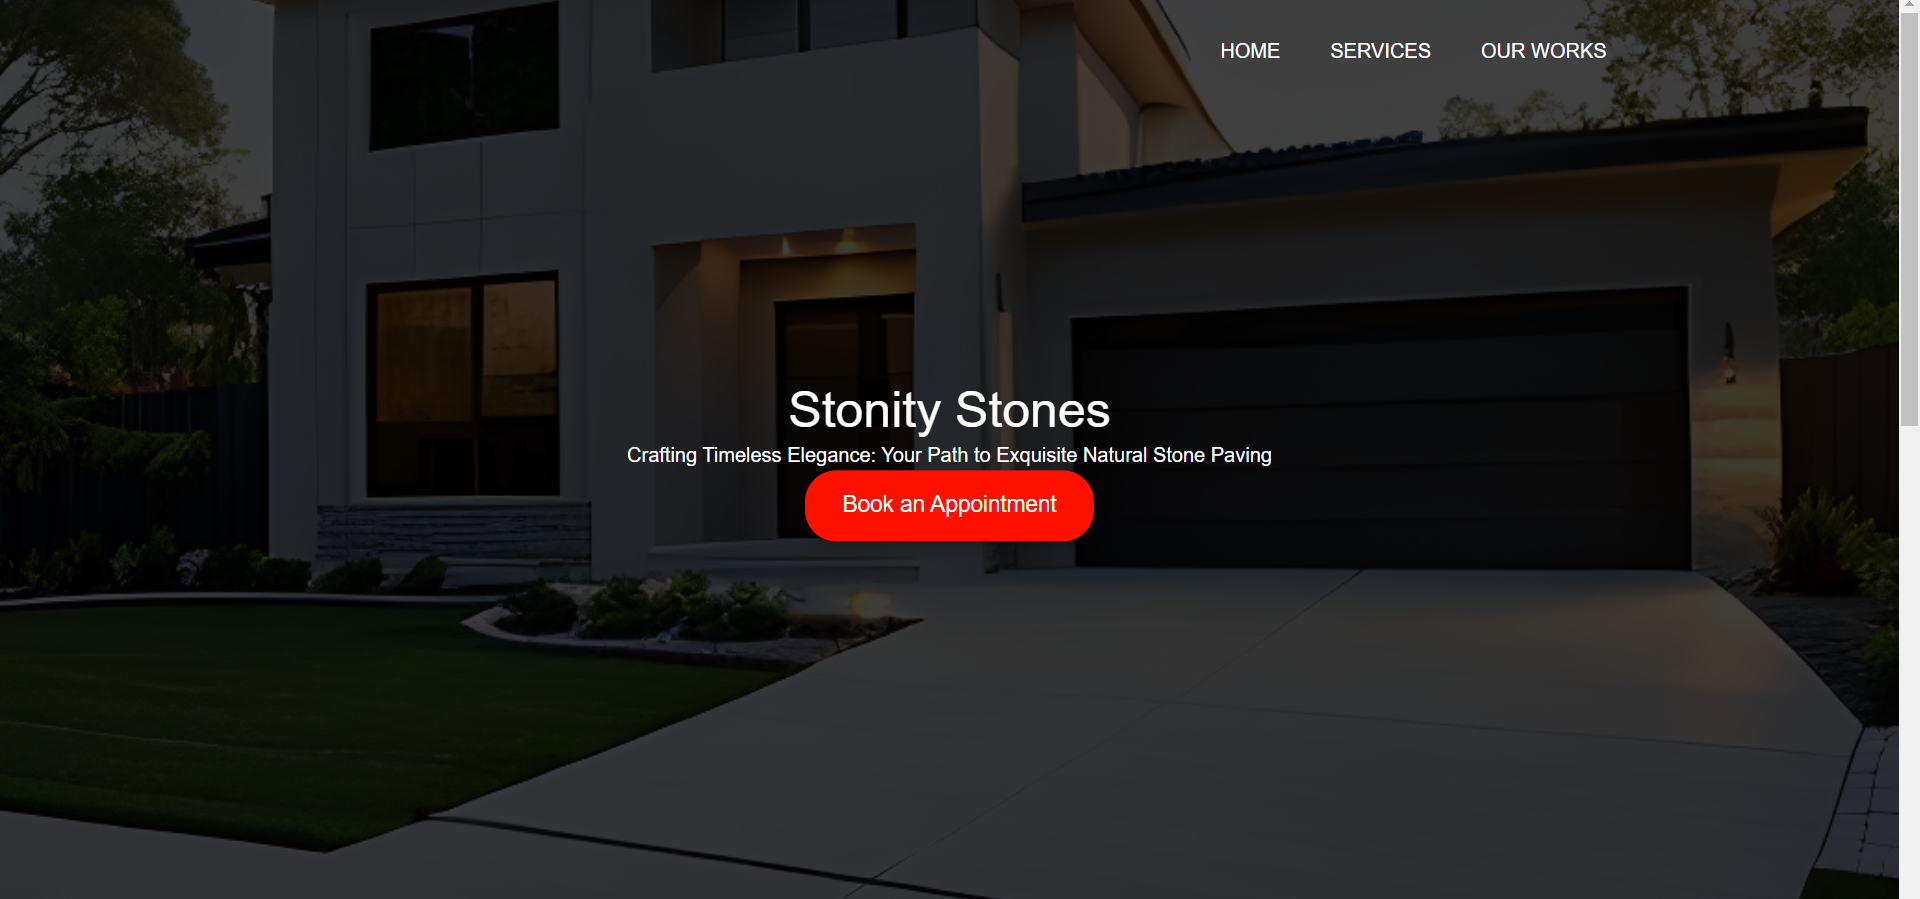 HOME SERVICES OUR WORKS
Stonity Stones
Crafting Timeless Elegance: Your Path to Exquisite Natural Stone Paving
Book an Appointment